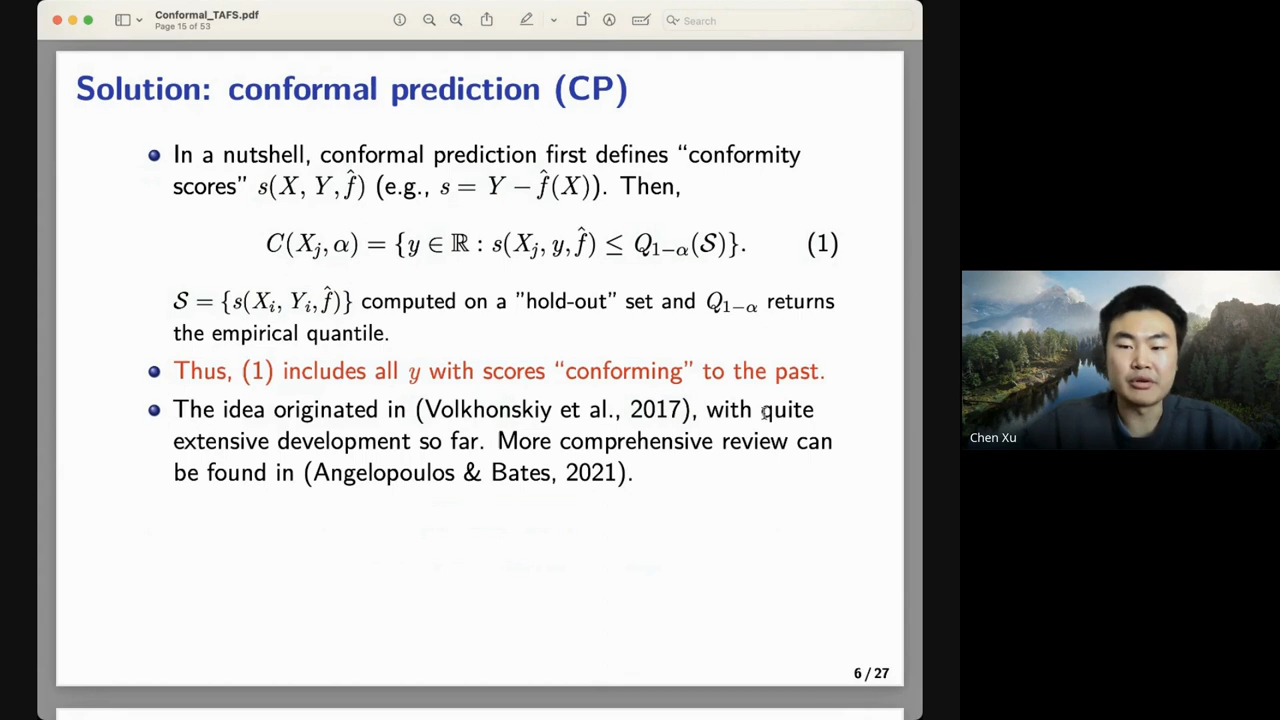 Conformal_TAFS.pdf
Page 15 of 53
Search
Solution: conformal prediction (CP)
In a nutshell, conformal prediction first defines “conformity
scores” s(X, Y, f̂) (e.g., s = Y − f̂(X)). Then,
C(Xⱼ, α) = {y ∈ ℝ : s(Xⱼ, y, f̂) ≤ Q₁₋α(𝒮)}. (1)
𝒮 = {s(Xᵢ, Yᵢ, f̂)} computed on a "hold-out" set and Q₁₋α returns
the empirical quantile.
Thus, (1) includes all y with scores “conforming” to the past.
The idea originated in (Volkhonskiy et al., 2017), with quite
extensive development so far. More comprehensive review can
be found in (Angelopoulos & Bates, 2021).
6 / 27
Chen Xu